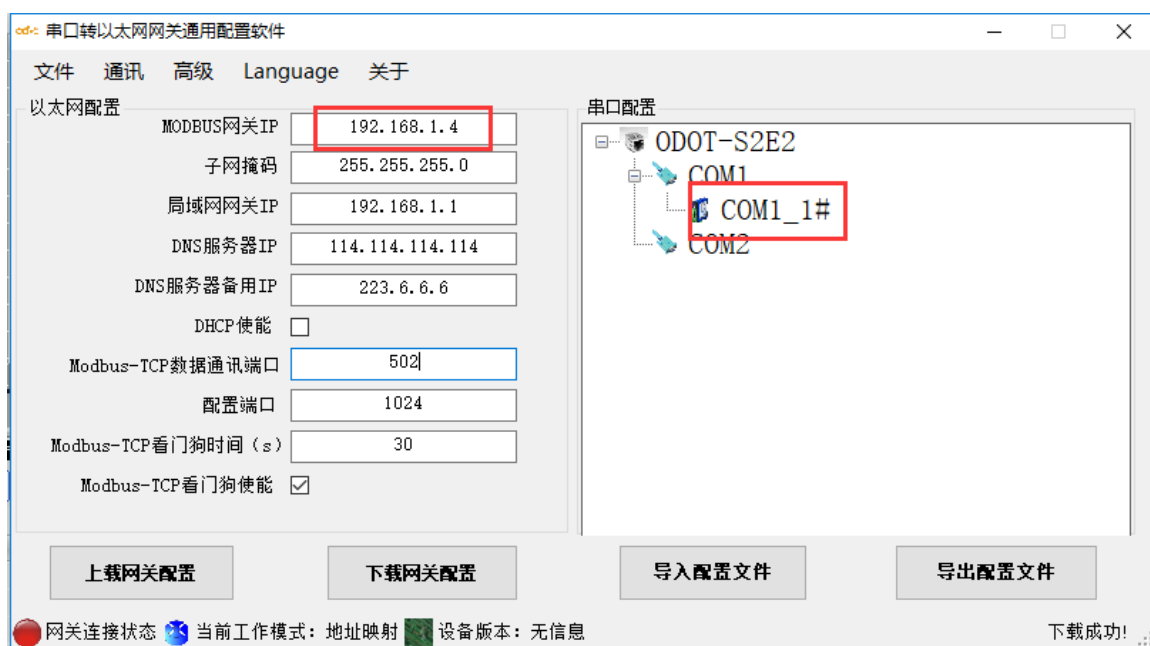 串口转以太网网关通用配置软件
文件 通讯 高级 Language 关于
以太网配置
MODBUS网关IP 192.168.1.4
子网掩码 255.255.255.0
局域网网关IP 192.168.1.1
DNS服务器IP 114.114.114.114
DNS服务器备用IP 223.6.6.6
DHCP使能
Modbus-TCP数据通讯端口 502
配置端口 1024
Modbus-TCP看门狗时间(s) 30
Modbus-TCP看门狗使能
串口配置
ODOT-S2E2
COM1
COM1_1#
COM2
上载网关配置 下载网关配置 导入配置文件 导出配置文件
网关连接状态 当前工作模式：地址映射 设备版本：无信息 下载成功!